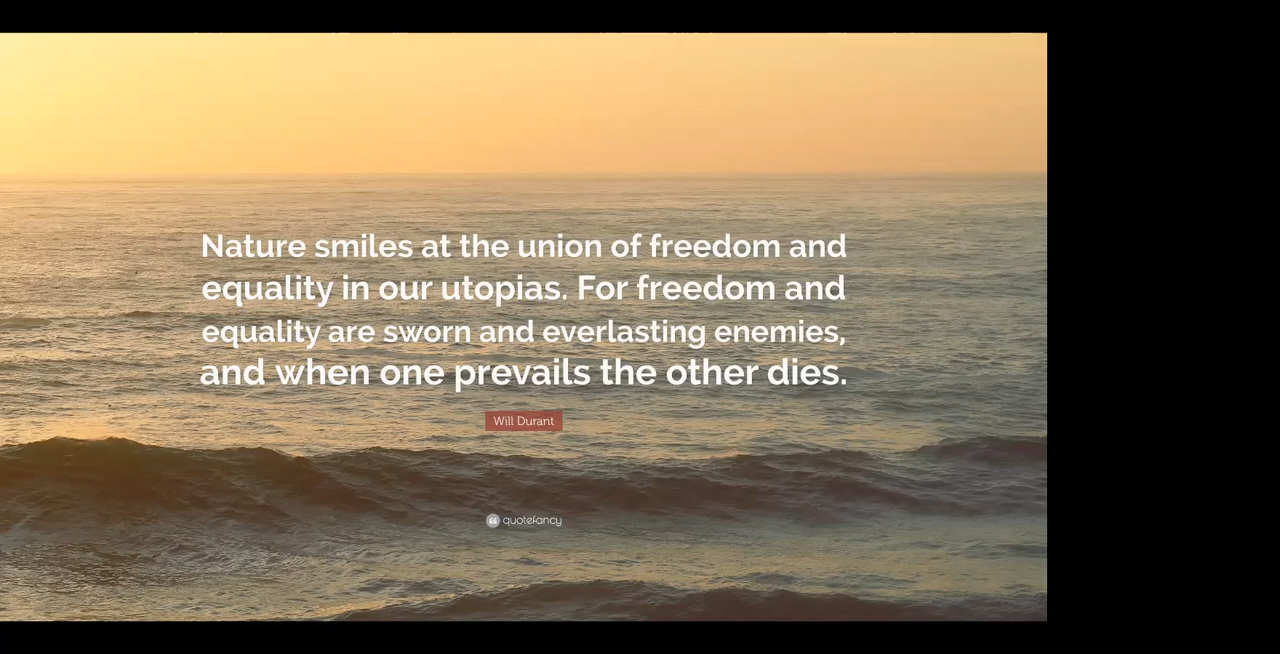 Nature smiles at the union of freedom and
equality in our utopias. For freedom and
equality are sworn and everlasting enemies,
and when one prevails the other dies.
Will Durant
quotefancy